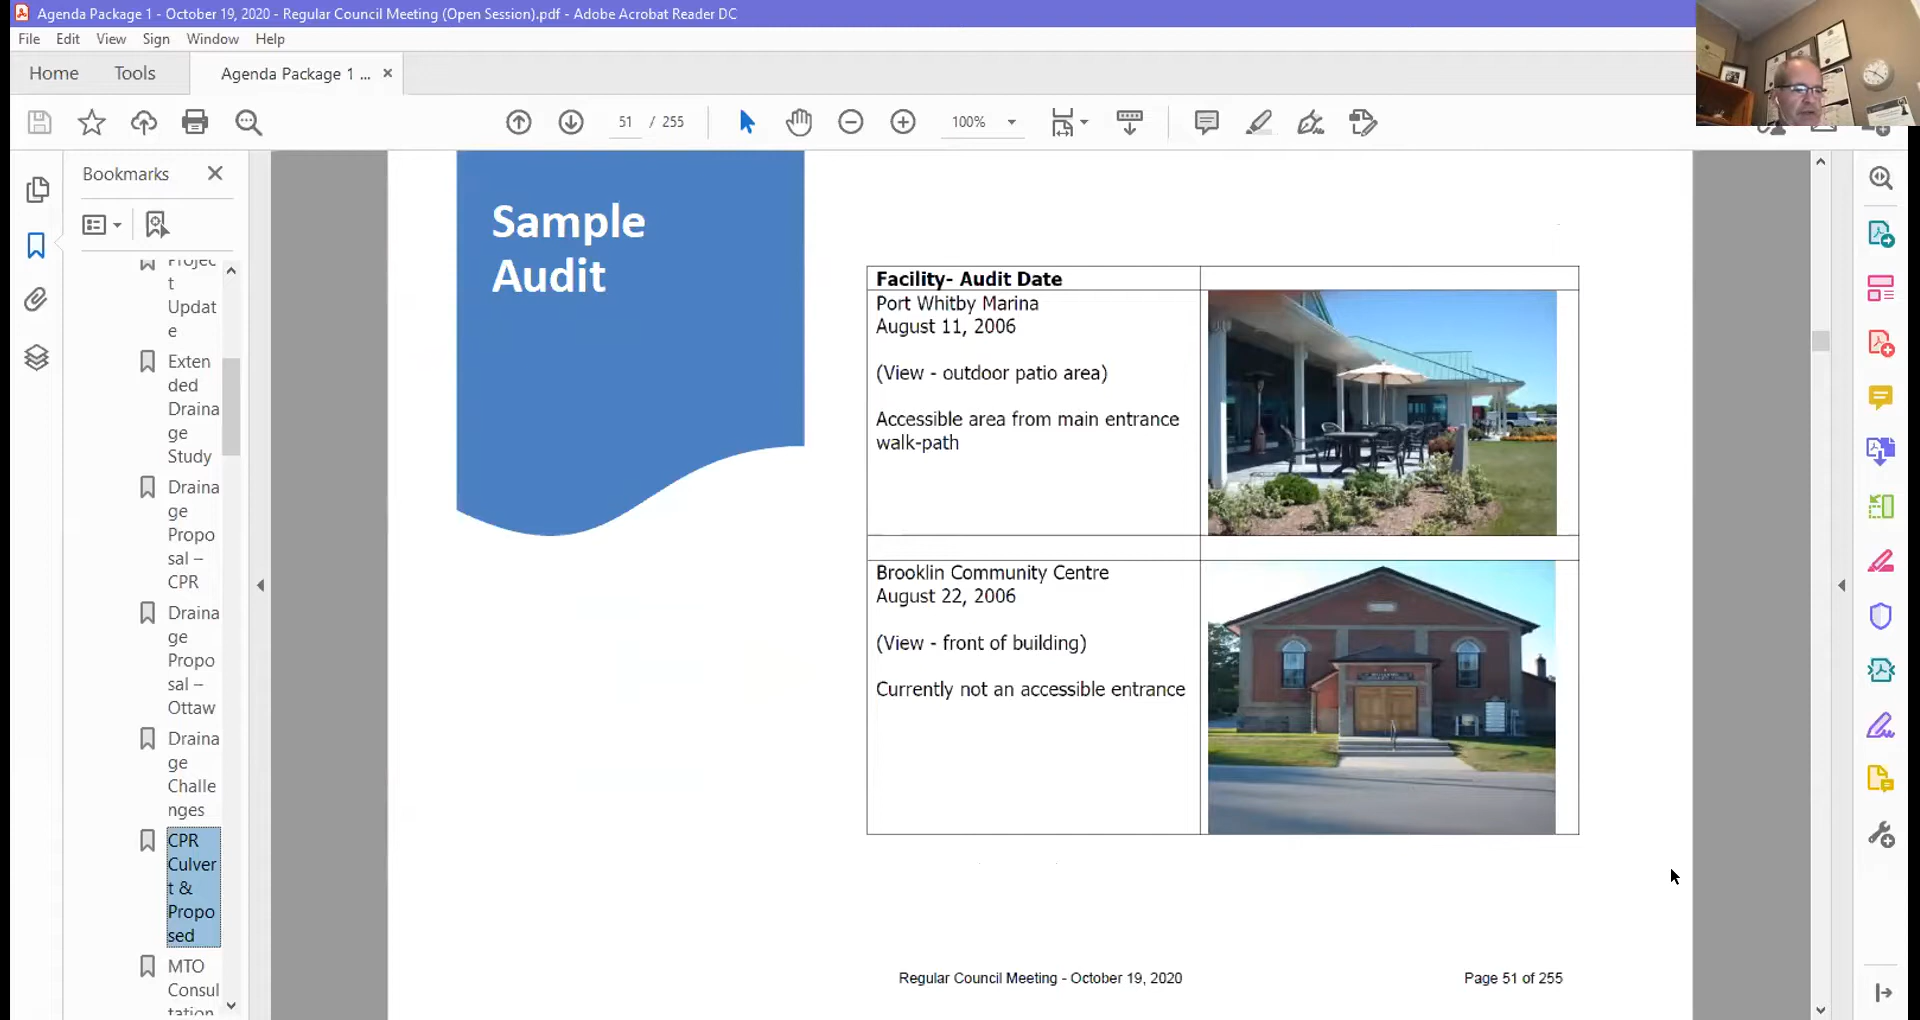 Agenda Package 1 - October 19, 2020 - Regular Council Meeting (Open Session).pdf - Adobe Acrobat Reader DC
File Edit View Sign Window Help
Home Tools Agenda Package 1 ...
51 / 255 100%
Bookmarks
Projec
t
Updat
e
Exten
ded
Draina
ge
Study
Draina
ge
Propo
sal –
CPR
Draina
ge
Propo
sal –
Ottaw
Draina
ge
Challe
nges
CPR
Culver
t &
Propo
sed
MTO
Consul
tation
Sample
Audit
Facility- Audit Date
Port Whitby Marina
August 11, 2006
(View - outdoor patio area)
Accessible area from main entrance
walk-path
Brooklin Community Centre
August 22, 2006
(View - front of building)
Currently not an accessible entrance
Regular Council Meeting - October 19, 2020
Page 51 of 255